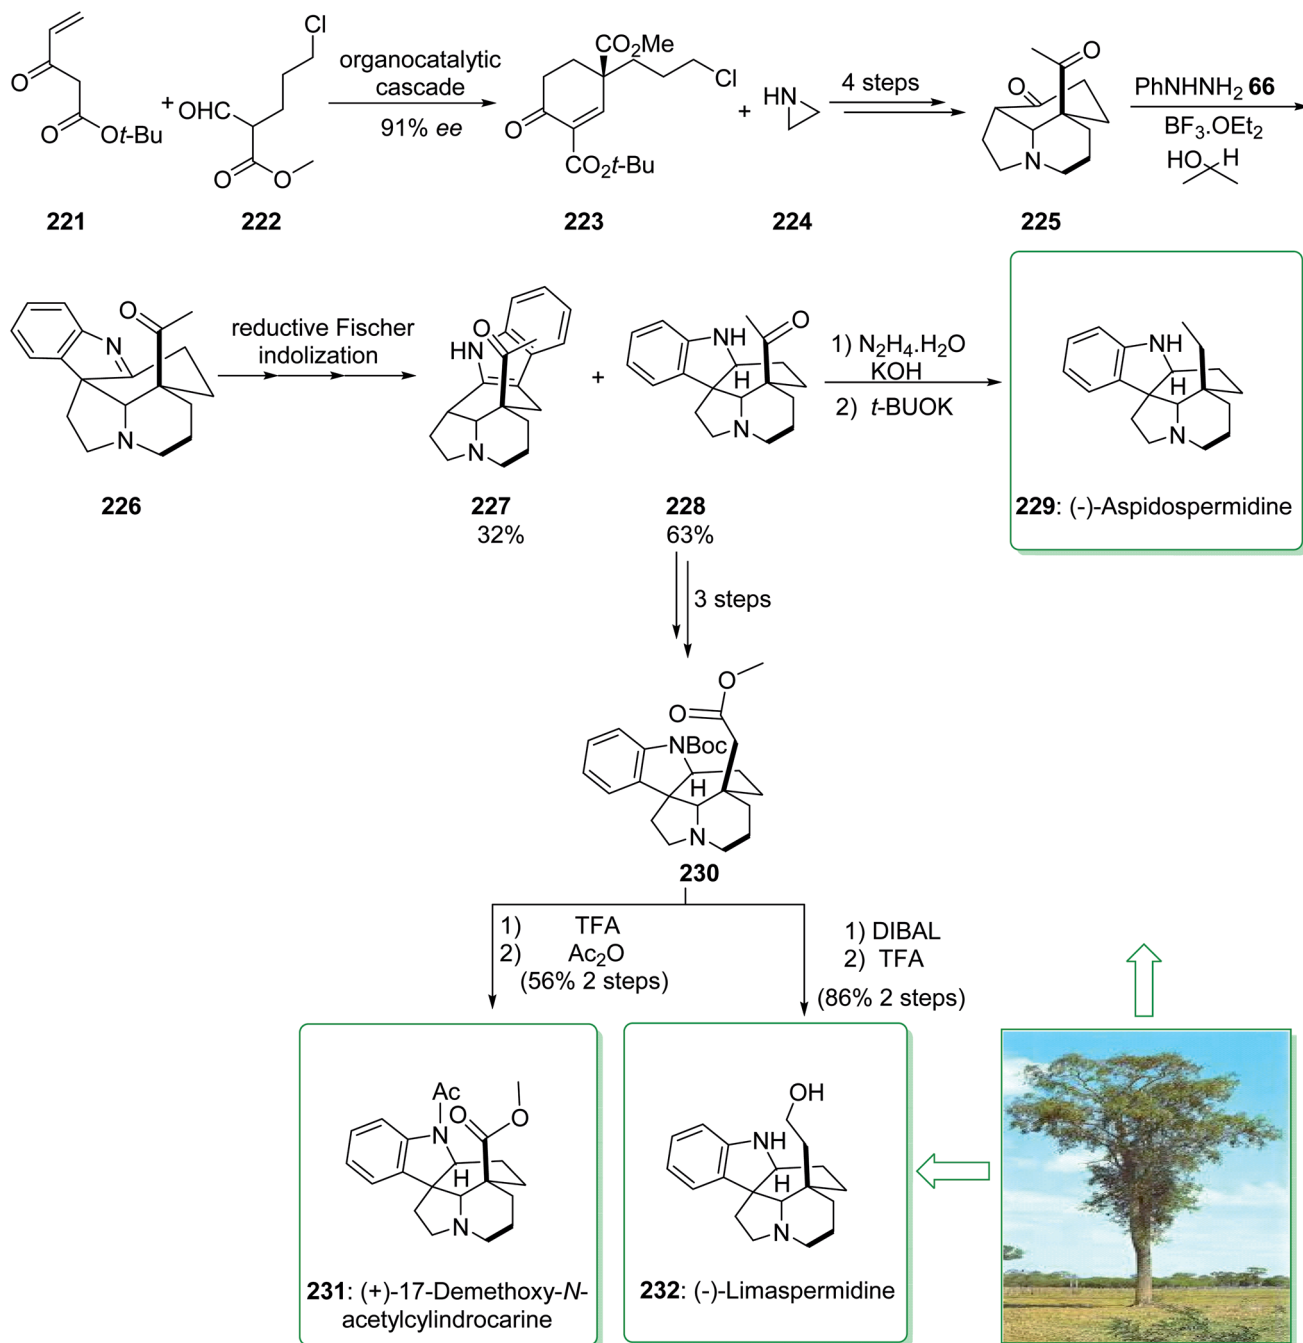 Cl
O
O
Ot-Bu
+
OHC
O
O
organocatalytic
cascade
91% ee
CO2Me
Cl
O
CO2t-Bu
+
HN
4 steps
O
O
N
PhNHNH2 66
BF3.OEt2
HO H
221
222
223
224
225
N
O
N
reductive Fischer
indolization
O
HN
N
+
NH
O
H
N
1) N2H4.H2O
KOH
2) t-BUOK
NH
H
N
226
227
32%
228
63%
229: (-)-Aspidospermidine
3 steps
O
O
NBoc
H
N
230
1) TFA
2) Ac2O
(56% 2 steps)
1) DIBAL
2) TFA
(86% 2 steps)
Ac
N
O
O
H
N
231: (+)-17-Demethoxy-N-
acetylcylindrocarine
OH
NH
H
N
232: (-)-Limaspermidine